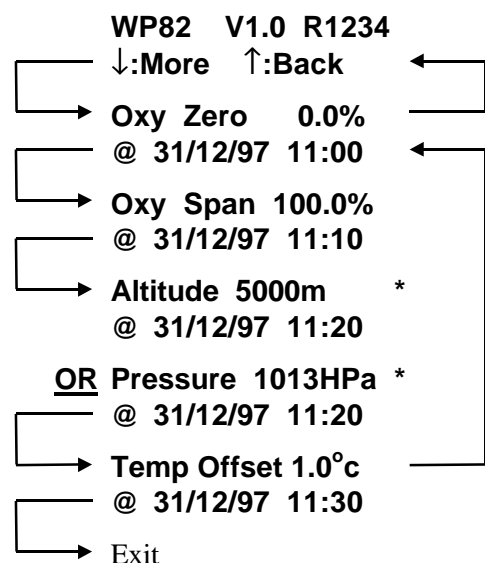 WP82 V1.0 R1234
↓:More ↑:Back
Oxy Zero 0.0%
@ 31/12/97 11:00
Oxy Span 100.0%
@ 31/12/97 11:10
Altitude 5000m *
@ 31/12/97 11:20
OR Pressure 1013HPa *
@ 31/12/97 11:20
Temp Offset 1.0°c
@ 31/12/97 11:30
Exit